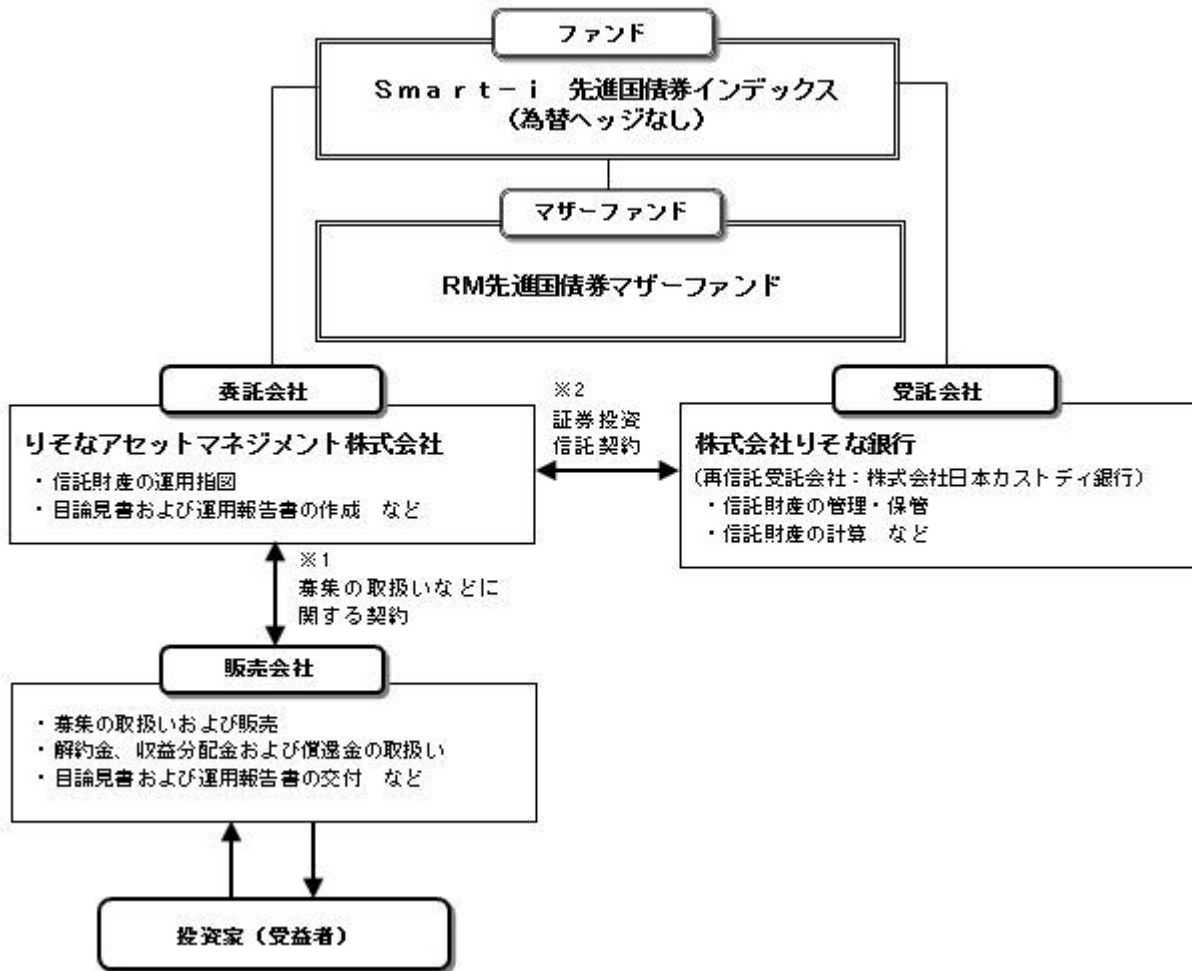 ファンド
Ｓｍａｒｔ－ｉ　先進国債券インデックス
（為替ヘッジなし）
マザーファンド
RM先進国債券マザーファンド
委託会社
りそなアセットマネジメント株式会社
・信託財産の運用指図
・目論見書および運用報告書の作成　など
※2
証券投資
信託契約
受託会社
株式会社りそな銀行
（再信託受託会社：株式会社日本カストディ銀行）
・信託財産の管理・保管
・信託財産の計算　など
※1
募集の取扱いなどに
関する契約
販売会社
・募集の取扱いおよび販売
・解約金、収益分配金および償還金の取扱い
・目論見書および運用報告書の交付　など
投資家（受益者）